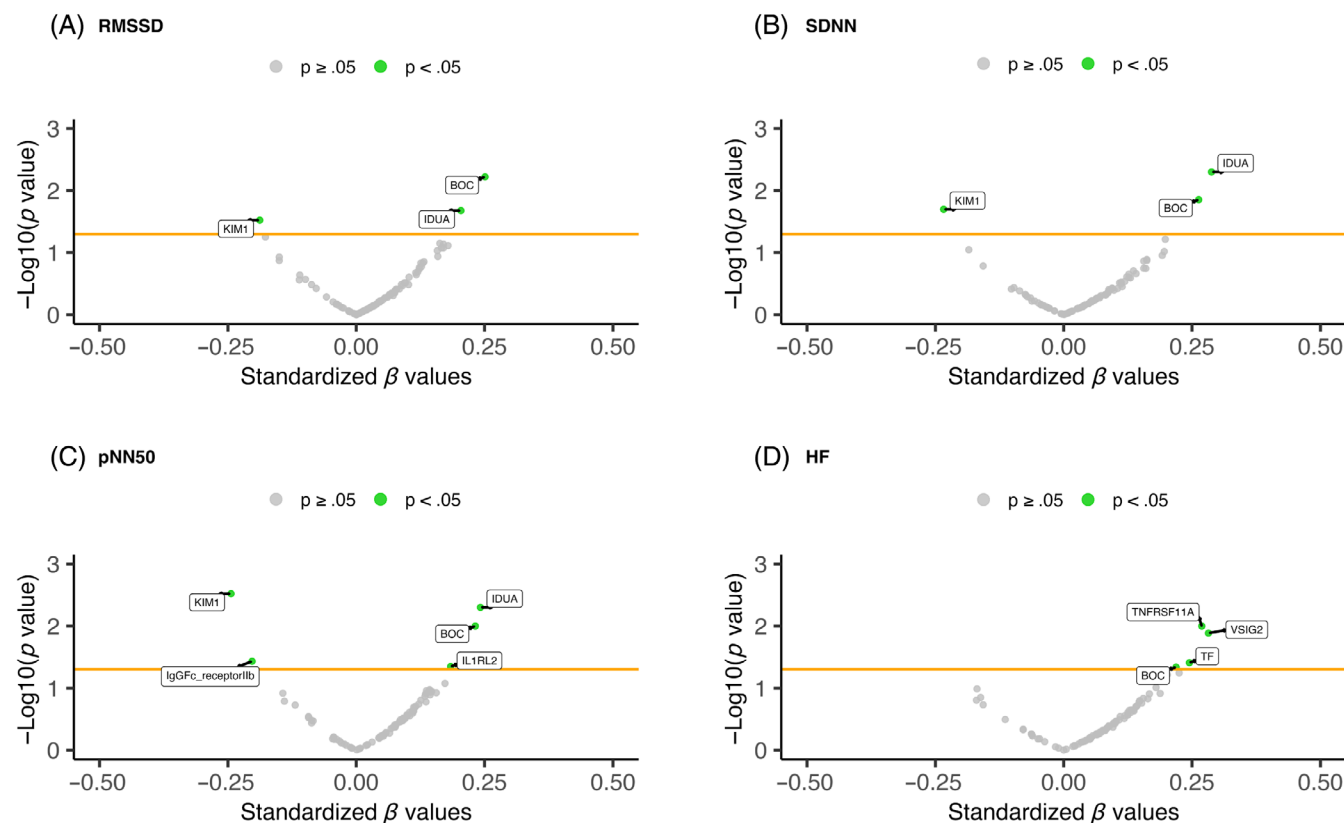 (A) RMSSD
p ≥ .05 p < .05
−Log10(p value)
3
2
1
0
BOC
IDUA
KIM1
−0.50 −0.25 0.00 0.25 0.50
Standardized β values
(B) SDNN
p ≥ .05 p < .05
−Log10(p value)
3
2
1
0
IDUA
KIM1
BOC
−0.50 −0.25 0.00 0.25 0.50
Standardized β values
(C) pNN50
p ≥ .05 p < .05
−Log10(p value)
3
2
1
0
KIM1
IDUA
BOC
IL1RL2
IgGFc_receptorIIb
−0.50 −0.25 0.00 0.25 0.50
Standardized β values
(D) HF
p ≥ .05 p < .05
−Log10(p value)
3
2
1
0
TNFRSF11A
VSIG2
TF
BOC
−0.50 −0.25 0.00 0.25 0.50
Standardized β values